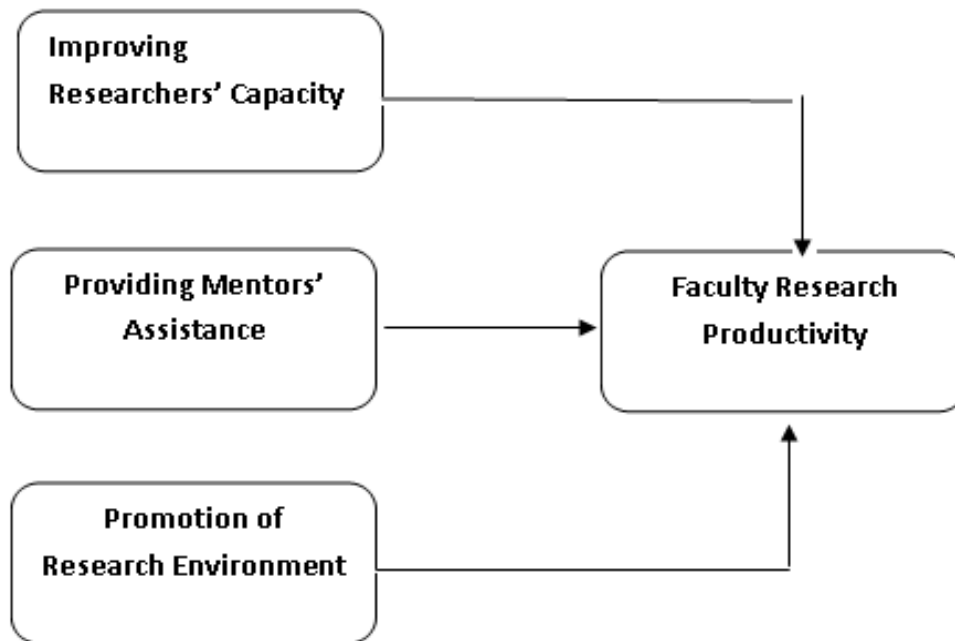 Improving
Researchers’ Capacity
Providing Mentors’
Assistance
Faculty Research
Productivity
Promotion of
Research Environment